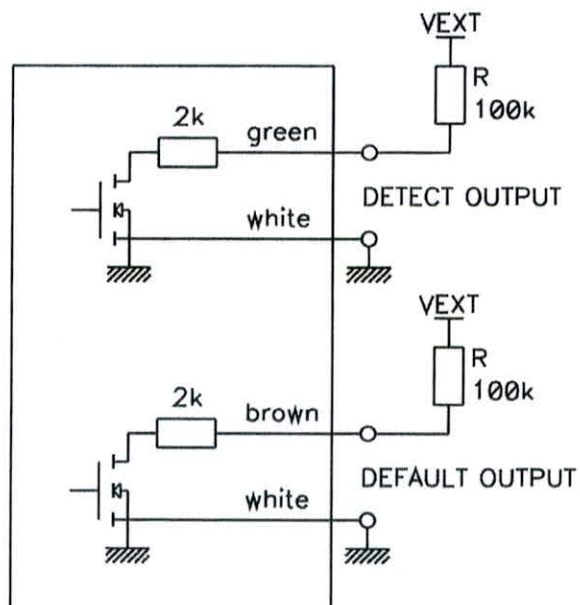 VEXT
R
100k
2k
green
DETECT OUTPUT
white
VEXT
R
100k
2k
brown
DEFAULT OUTPUT
white